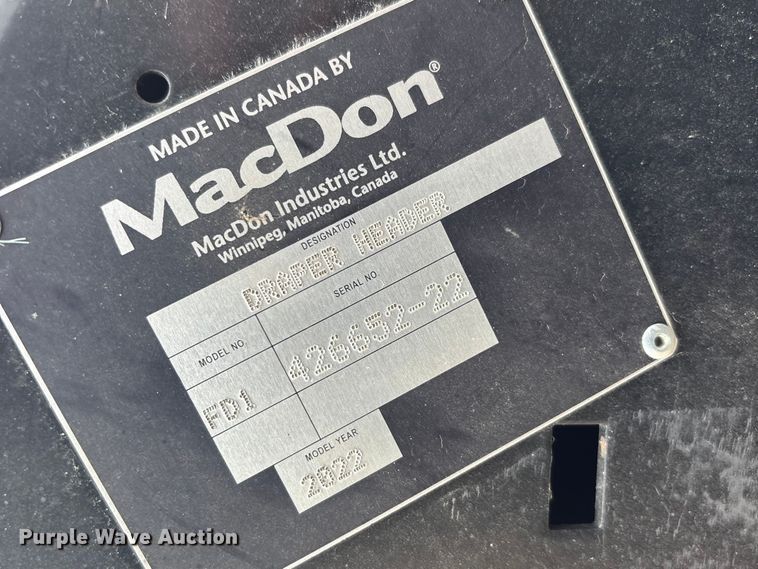 MADE IN CANADA BY
MacDon®
MacDon Industries Ltd.
Winnipeg, Manitoba, Canada
DESIGNATION
DRAPER HEADER
MODEL NO.
SERIAL NO.
FD1
426652-22
MODEL YEAR
2022
Purple Wave Auction